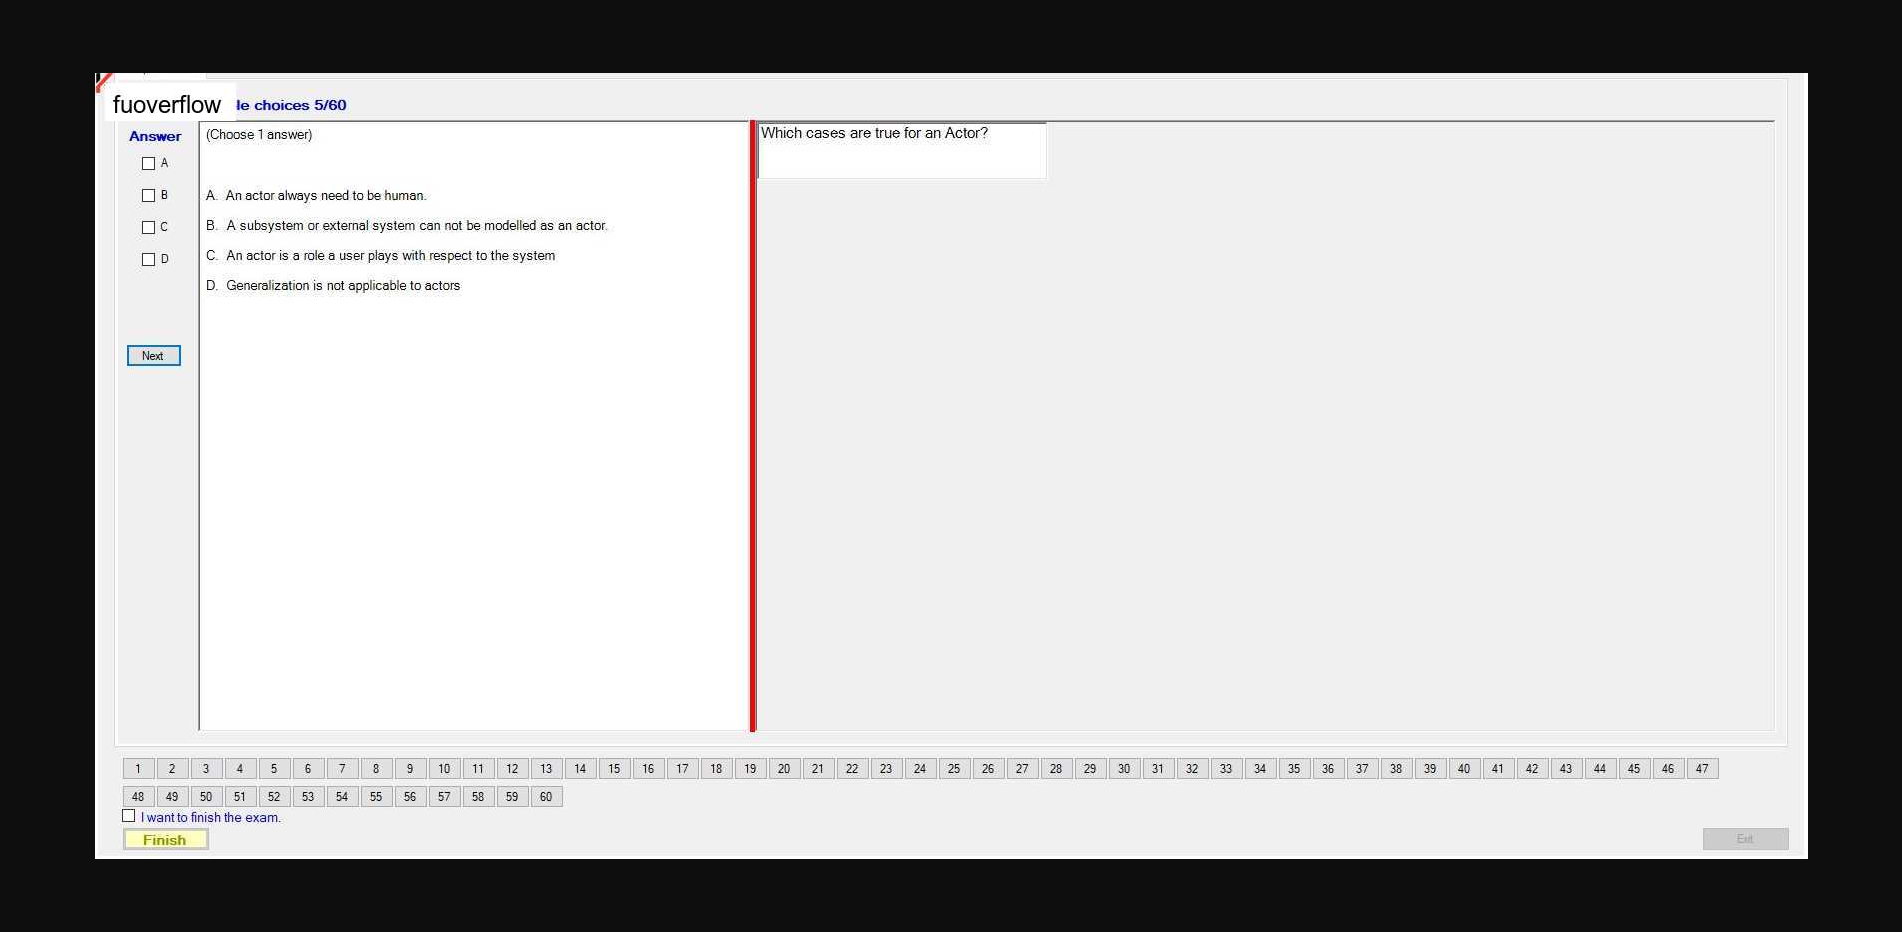 fuoverflow le choices 5/60
Answer
(Choose 1 answer)
Which cases are true for an Actor?
A
B
C
D
A. An actor always need to be human.
B. A subsystem or external system can not be modelled as an actor.
C. An actor is a role a user plays with respect to the system
D. Generalization is not applicable to actors
Next
1 2 3 4 5 6 7 8 9 10 11 12 13 14 15 16 17 18 19 20 21 22 23 24 25 26 27 28 29 30 31 32 33 34 35 36 37 38 39 40 41 42 43 44 45 46 47
48 49 50 51 52 53 54 55 56 57 58 59 60
I want to finish the exam.
Finish
Exit